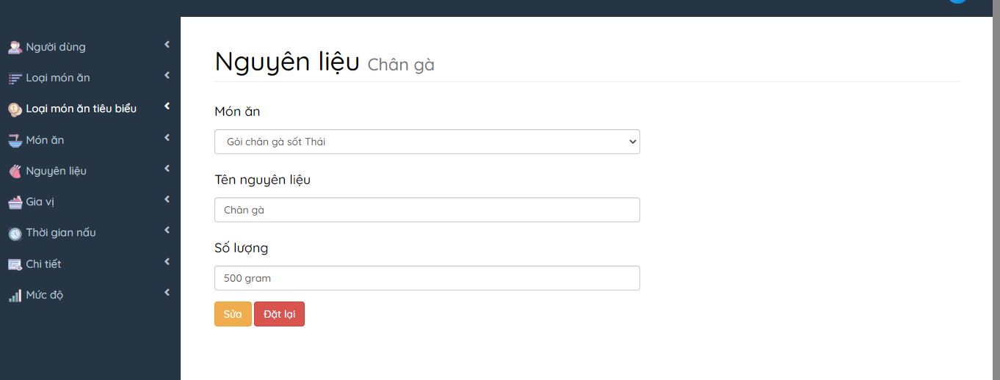 Người dùng
Loại món ăn
Loại món ăn tiêu biểu
Món ăn
Nguyên liệu
Gia vị
Thời gian nấu
Chi tiết
Mức độ
Nguyên liệu Chân gà
Món ăn
Gỏi chân gà sốt Thái
Tên nguyên liệu
Chân gà
Số lượng
500 gram
Sửa Đặt lại